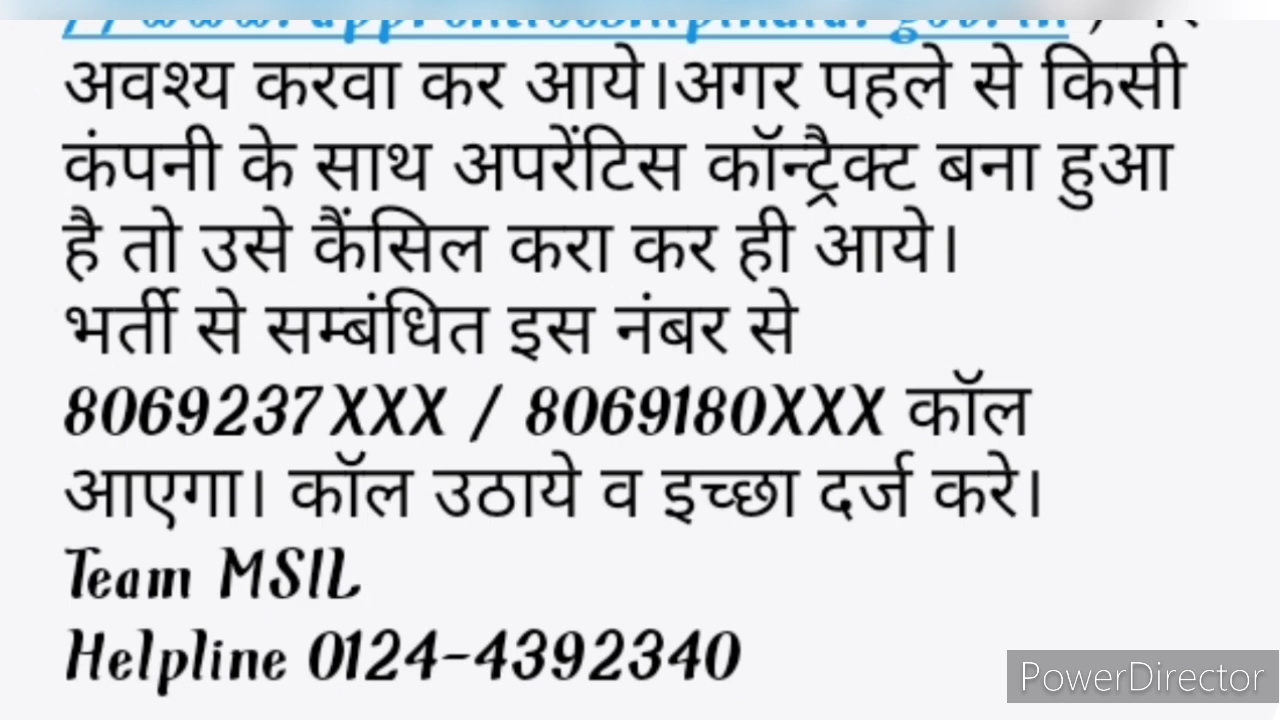 अवश्य करवा कर आये।अगर पहले से किसी
कंपनी के साथ अपरेंटिस कॉन्ट्रैक्ट बना हुआ
है तो उसे कैंसिल करा कर ही आये।
भर्ती से सम्बंधित इस नंबर से
8069237XXX / 8069180XXX कॉल
आएगा। कॉल उठाये व इच्छा दर्ज करे।
Team MSIL
Helpline 0124-4392340
PowerDirector